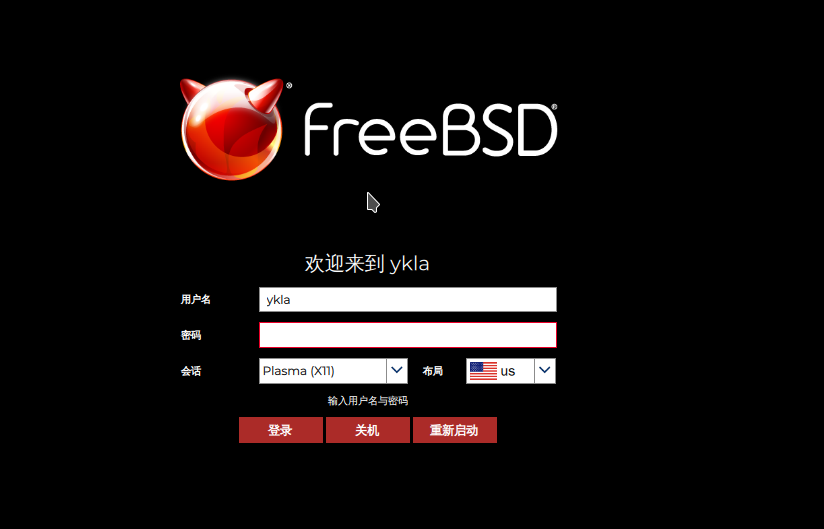 FreeBSD®
欢迎来到 ykla
用户名 ykla
密码
会话 Plasma (X11) 布局 us
输入用户名与密码
登录 关机 重新启动